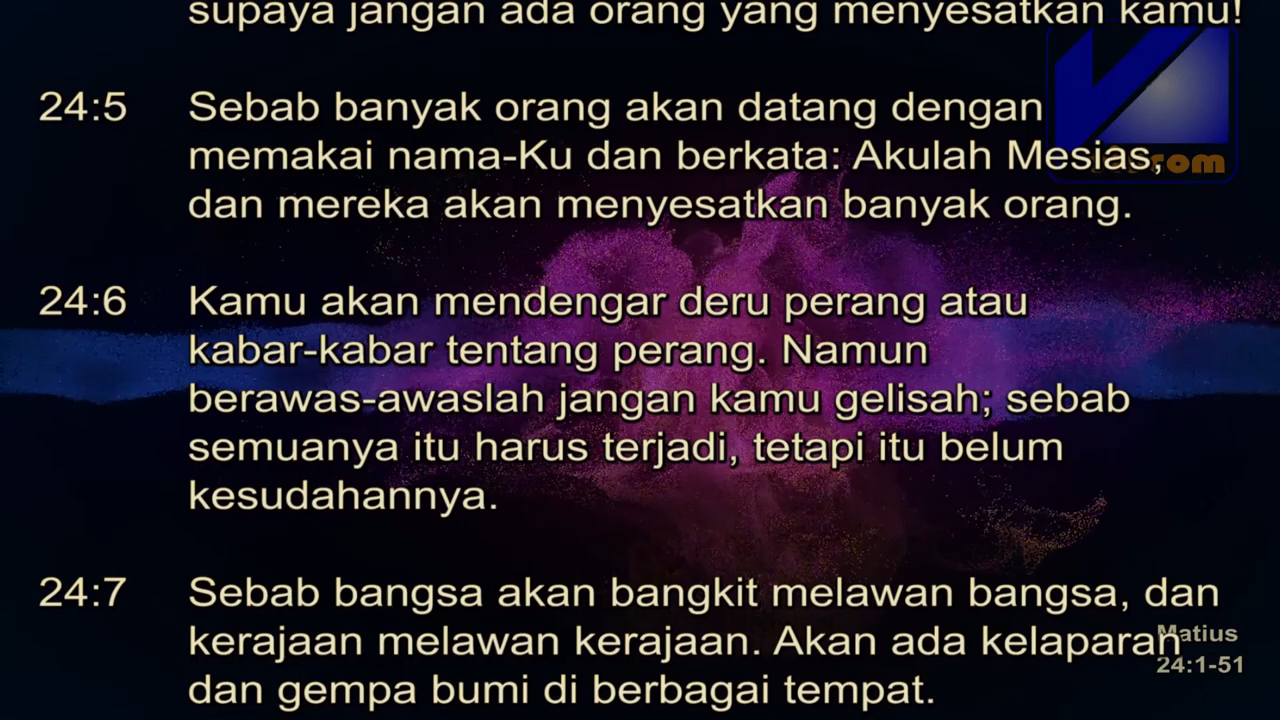 supaya jangan ada orang yang menyesatkan kamu!
24:5 Sebab banyak orang akan datang dengan
memakai nama-Ku dan berkata: Akulah Mesias,
dan mereka akan menyesatkan banyak orang.
24:6 Kamu akan mendengar deru perang atau
kabar-kabar tentang perang. Namun
berawas-awaslah jangan kamu gelisah; sebab
semuanya itu harus terjadi, tetapi itu belum
kesudahannya.
24:7 Sebab bangsa akan bangkit melawan bangsa, dan
kerajaan melawan kerajaan. Akan ada kelaparan
dan gempa bumi di berbagai tempat.
Matius
24:1-51